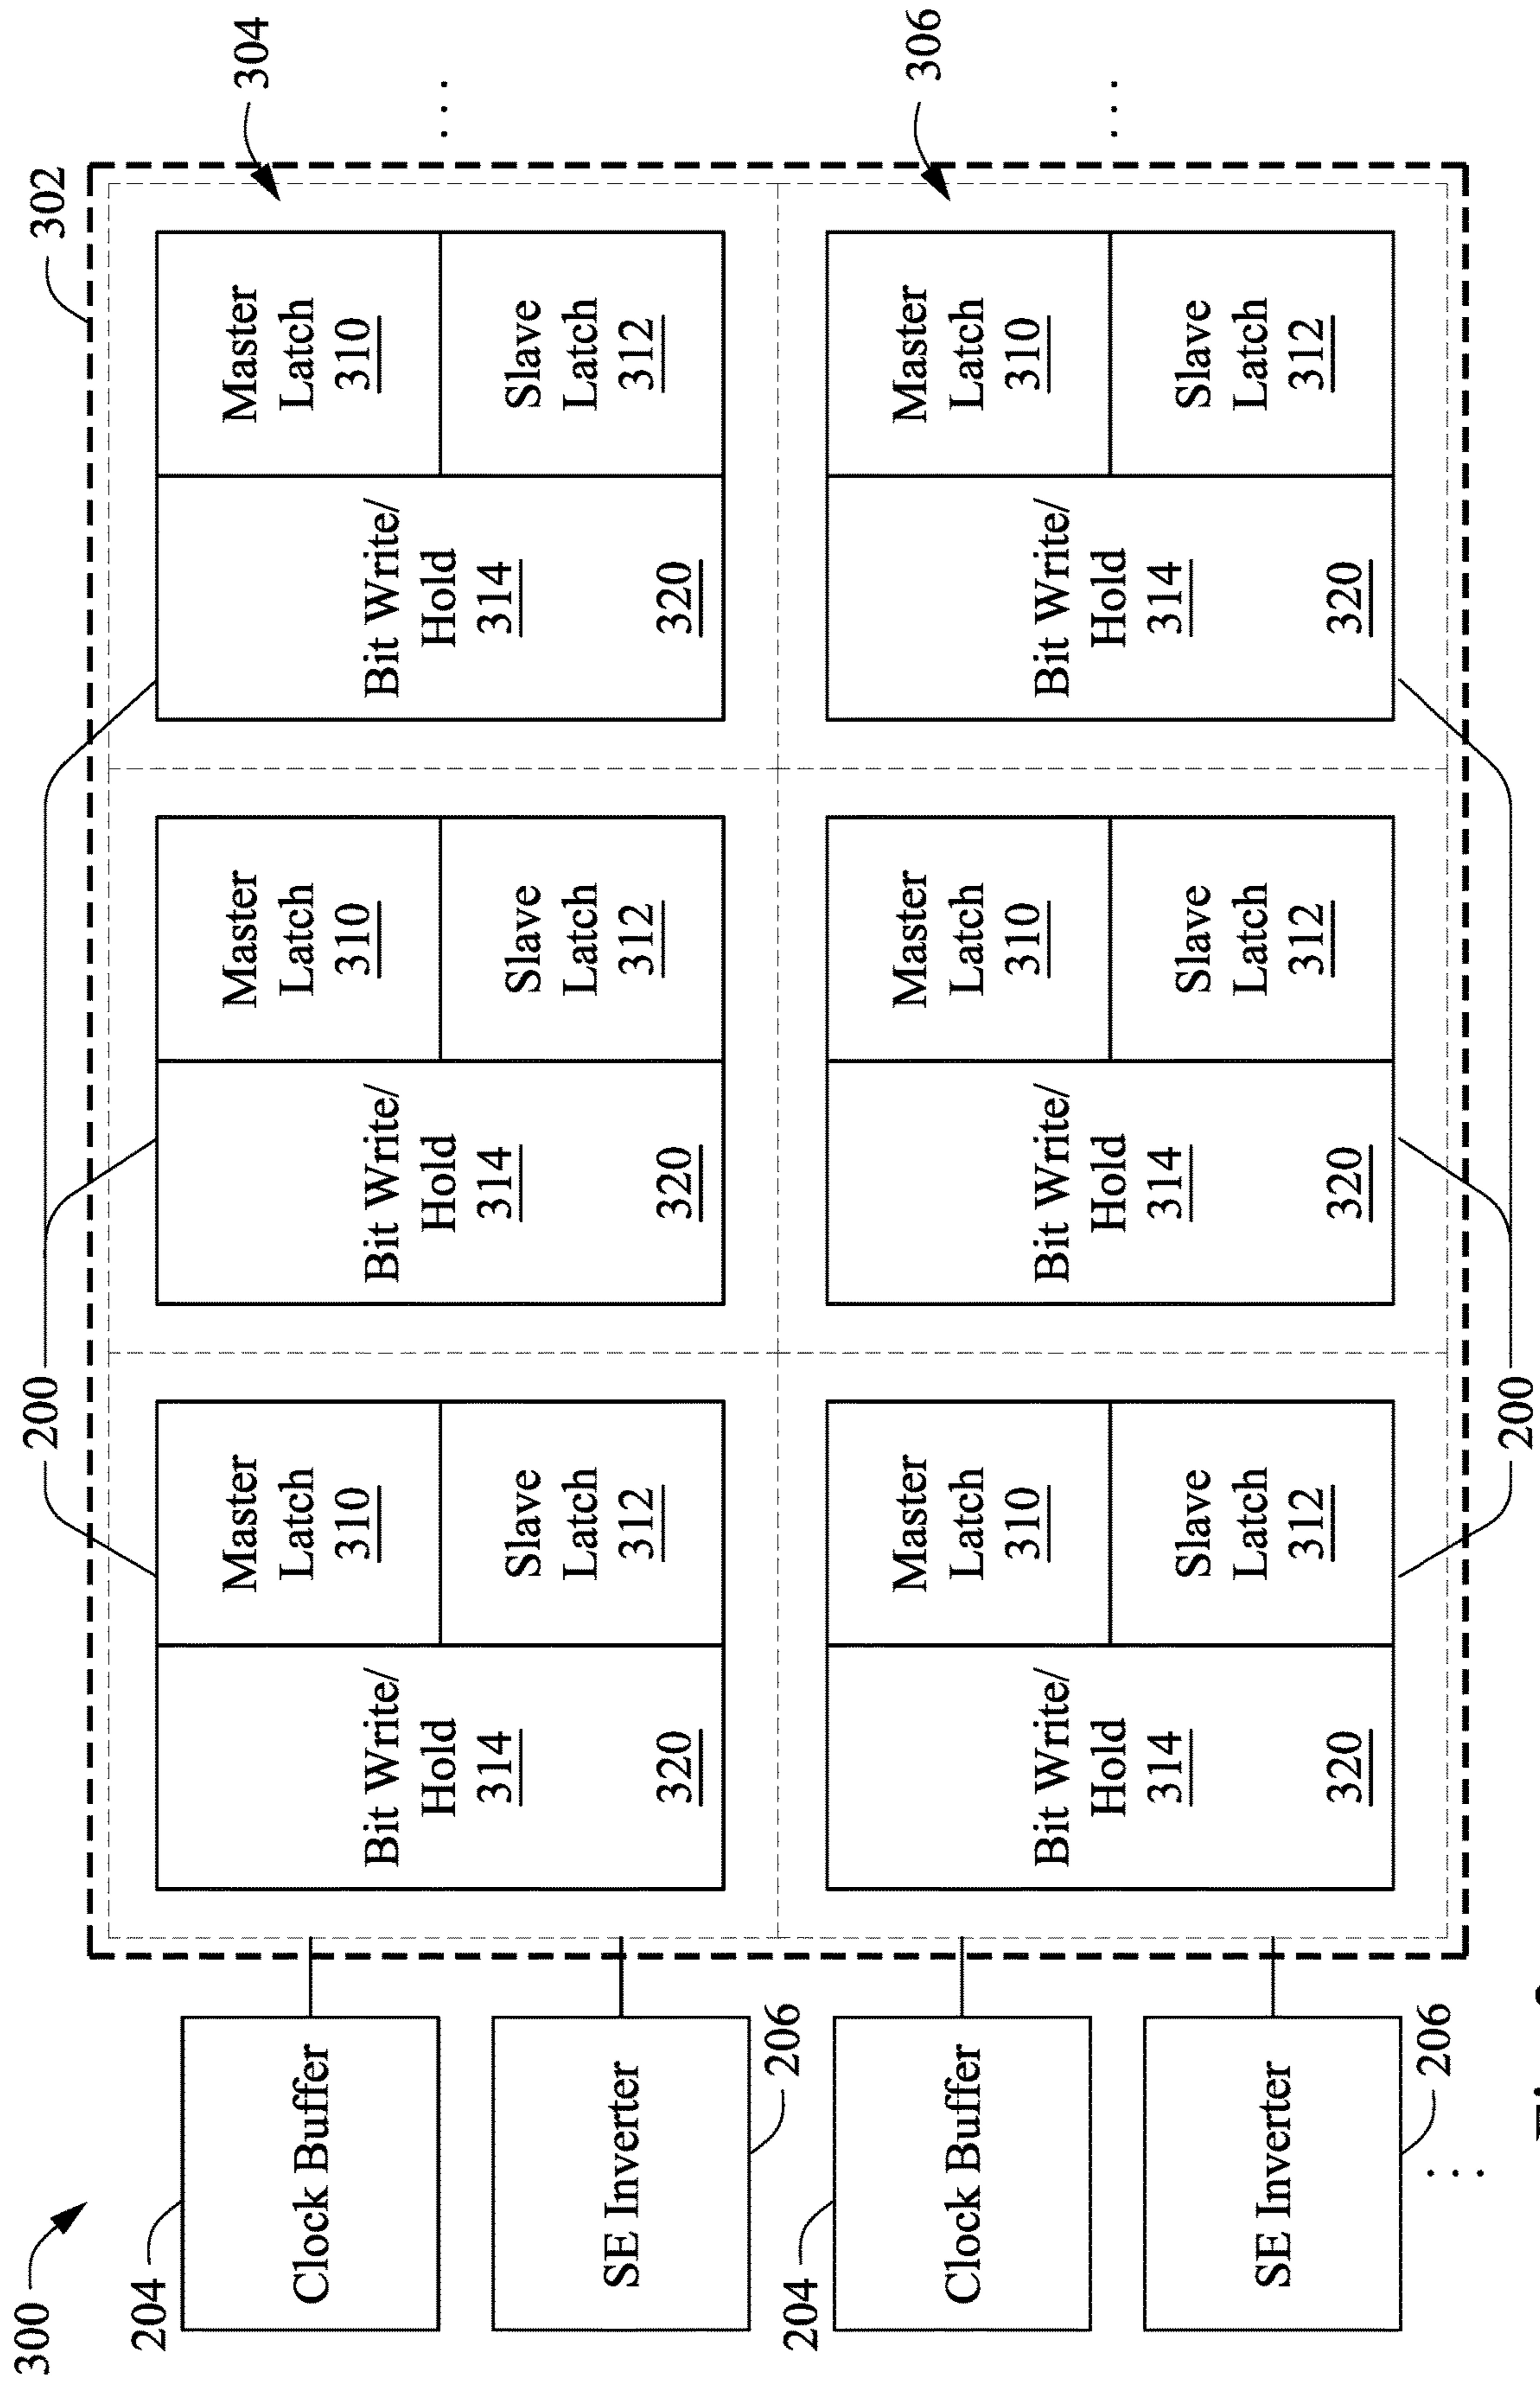 300
302
200
304
204
Clock Buffer
SE Inverter
206
Bit Write/
Hold
314
320
Master
Latch
310
Slave
Latch
312
Bit Write/
Hold
314
320
Master
Latch
310
Slave
Latch
312
Bit Write/
Hold
314
320
Master
Latch
310
Slave
Latch
312
. . .
306
204
Clock Buffer
SE Inverter
206
Bit Write/
Hold
314
320
Master
Latch
310
Slave
Latch
312
Bit Write/
Hold
314
320
Master
Latch
310
Slave
Latch
312
Bit Write/
Hold
314
320
Master
Latch
310
Slave
Latch
312
. . .
. . .
200